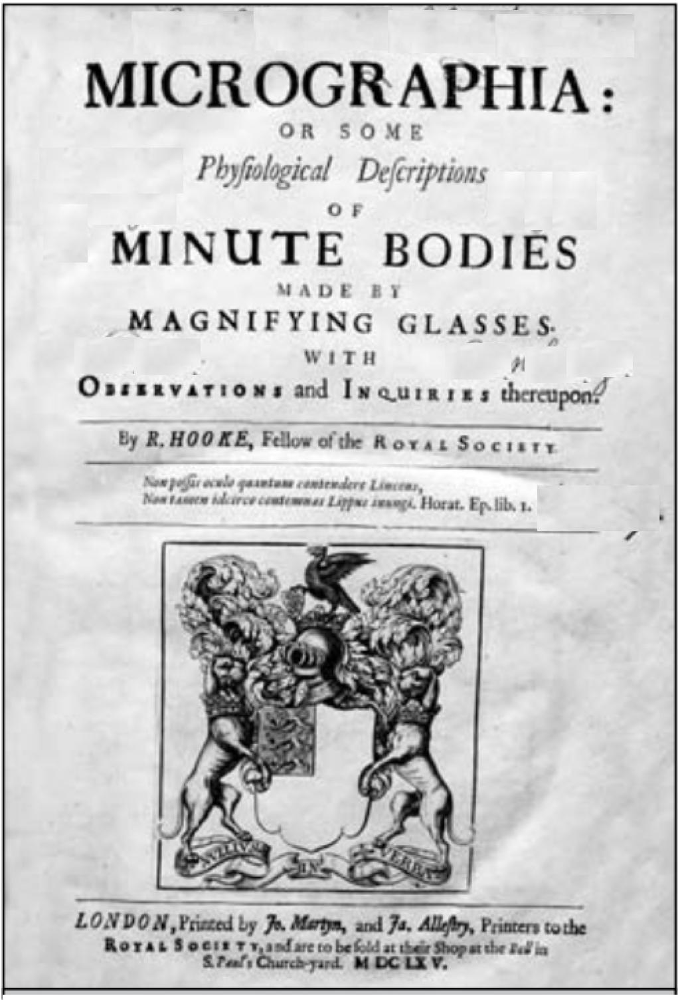 MICROGRAPHIA:
OR SOME
Phyſiological Deſcriptions
OF
MINUTE BODIES
MADE BY
MAGNIFYING GLASSES.
WITH
OBSERVATIONS and INQUIRIES thereupon.
By R. HOOKE, Fellow of the ROYAL SOCIETY.
Non poſſis oculo quantum contendere Linceus,
Non tamen idcirco contemnas Lippus inungi. Horat. Ep. lib. 1.
NULLIUS IN VERBA
LONDON, Printed by Jo. Martyn, and Ja. Alleſtry, Printers to the
ROYAL SOCIETY, and are to be ſold at their Shop at the Bell in
S. Paul's Church-yard. M DC LX V.